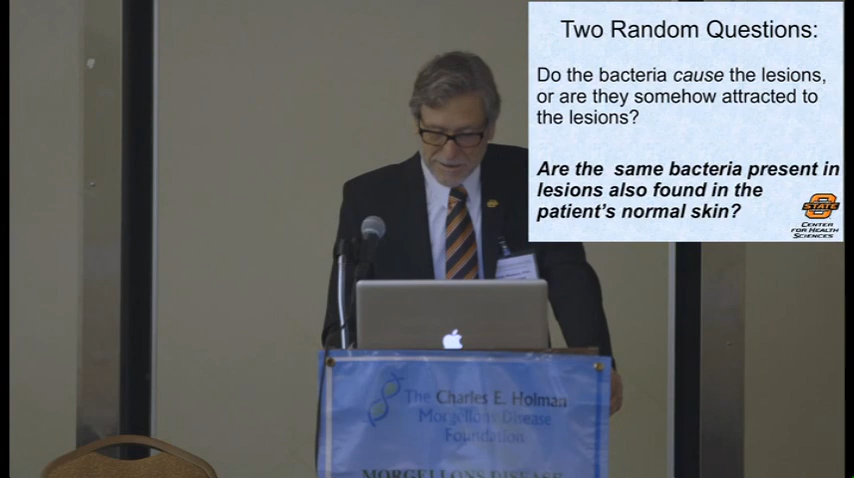 Two Random Questions:
Do the bacteria cause the lesions,
or are they somehow attracted to
the lesions?
Are the same bacteria present in
lesions also found in the
patient's normal skin?
STATE
CENTER
FOR HEALTH
SCIENCES
The Charles E. Holman
Morgellons Disease
Foundation
MORGELLONS DISEASE